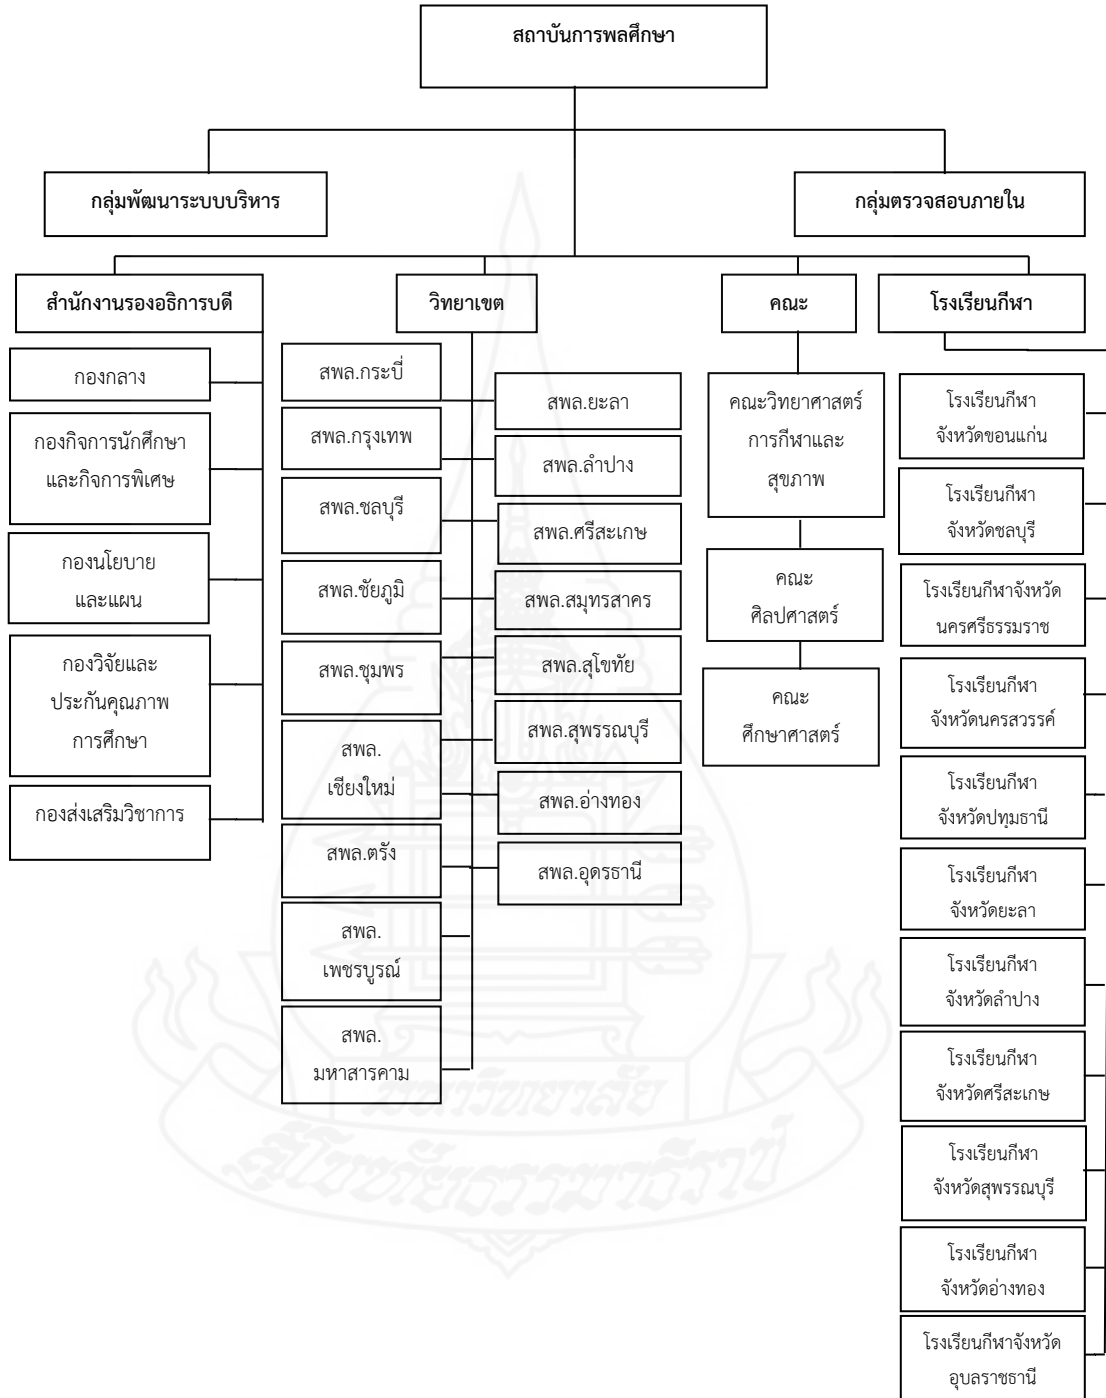 สถาบันการพลศึกษา
กลุ่มพัฒนาระบบบริหาร
กลุ่มตรวจสอบภายใน
สำนักงานรองอธิการบดี
วิทยาเขต
คณะ
โรงเรียนกีฬา
กองกลาง
กองกิจการนักศึกษา
และกิจการพิเศษ
กองนโยบาย
และแผน
กองวิจัยและ
ประกันคุณภาพ
การศึกษา
กองส่งเสริมวิชาการ
สพล.กระบี่
สพล.กรุงเทพ
สพล.ชลบุรี
สพล.ชัยภูมิ
สพล.ชุมพร
สพล.
เชียงใหม่
สพล.ตรัง
สพล.
เพชรบูรณ์
สพล.
มหาสารคาม
สพล.ยะลา
สพล.ลำปาง
สพล.ศรีสะเกษ
สพล.สมุทรสาคร
สพล.สุโขทัย
สพล.สุพรรณบุรี
สพล.อ่างทอง
สพล.อุดรธานี
คณะวิทยาศาสตร์
การกีฬาและ
สุขภาพ
คณะ
ศิลปศาสตร์
คณะ
ศึกษาศาสตร์
โรงเรียนกีฬา
จังหวัดขอนแก่น
โรงเรียนกีฬา
จังหวัดชลบุรี
โรงเรียนกีฬาจังหวัด
นครศรีธรรมราช
โรงเรียนกีฬา
จังหวัดนครสวรรค์
โรงเรียนกีฬา
จังหวัดปทุมธานี
โรงเรียนกีฬา
จังหวัดยะลา
โรงเรียนกีฬา
จังหวัดลำปาง
โรงเรียนกีฬา
จังหวัดศรีสะเกษ
โรงเรียนกีฬา
จังหวัดสุพรรณบุรี
โรงเรียนกีฬา
จังหวัดอ่างทอง
โรงเรียนกีฬาจังหวัด
อุบลราชธานี
มหาวิทยาลัย
สุโขทัยธรรมาธิราช